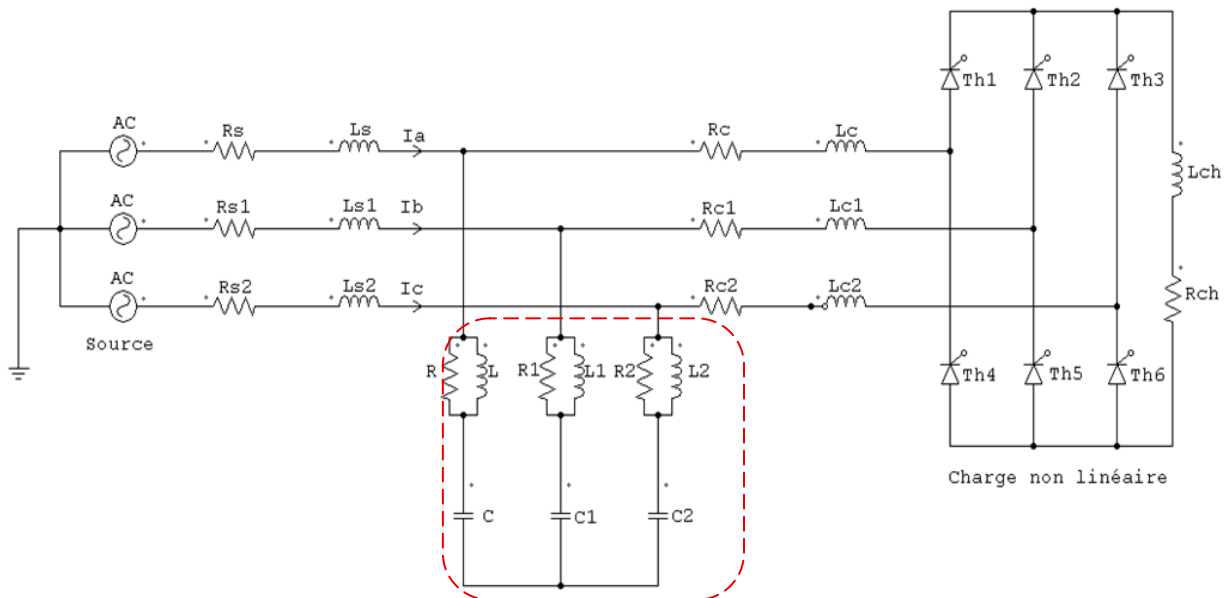 Th1 Th2 Th3
AC Rs Ls Ia Rc Lc
Lch
AC Rs1 Ls1 Ib Rc1 Lc1
AC Rs2 Ls2 Ic Rc2 Lc2
Rch
Source
R L R1 L1 R2 L2
Th4 Th5 Th6
Charge non linéaire
C C1 C2